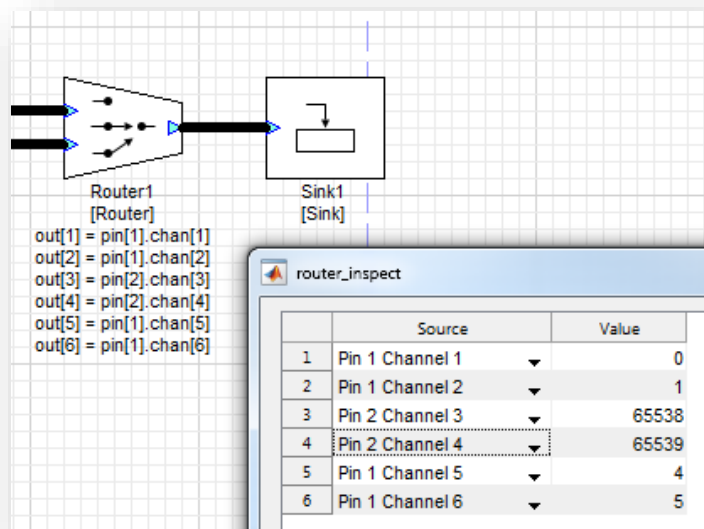 Router1
[Router]
out[1] = pin[1].chan[1]
out[2] = pin[1].chan[2]
out[3] = pin[2].chan[3]
out[4] = pin[2].chan[4]
out[5] = pin[1].chan[5]
out[6] = pin[1].chan[6]
Sink1
[Sink]
router_inspect
Source Value
1 Pin 1 Channel 1 0
2 Pin 1 Channel 2 1
3 Pin 2 Channel 3 65538
4 Pin 2 Channel 4 65539
5 Pin 1 Channel 5 4
6 Pin 1 Channel 6 5